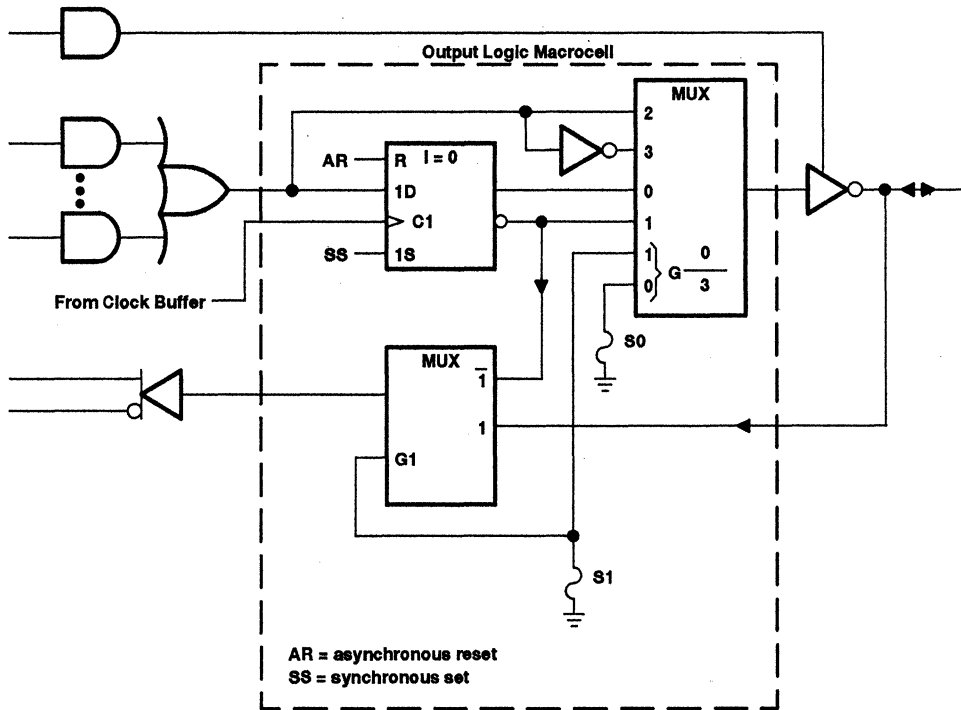 Output Logic Macrocell
MUX
2
3
0
1
1
0
G 0
3
AR
R
I = 0
1D
C1
SS
1S
From Clock Buffer
S0
MUX
1̅
1
G1
S1
AR = asynchronous reset
SS = synchronous set